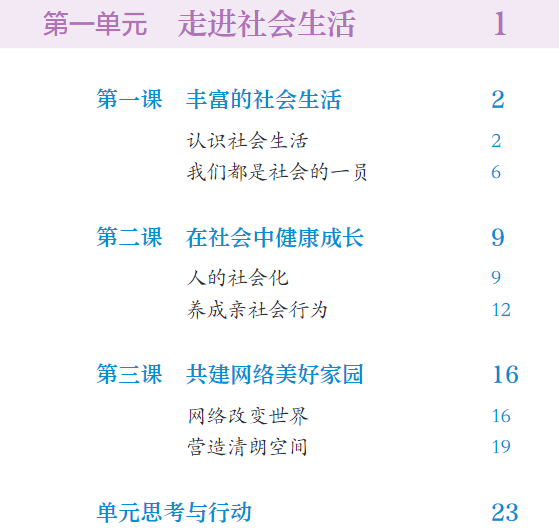 第一单元 走进社会生活 1
第一课 丰富的社会生活 2
认识社会生活 2
我们都是社会的一员 6
第二课 在社会中健康成长 9
人的社会化 9
养成亲社会行为 12
第三课 共建网络美好家园 16
网络改变世界 16
营造清朗空间 19
单元思考与行动 23